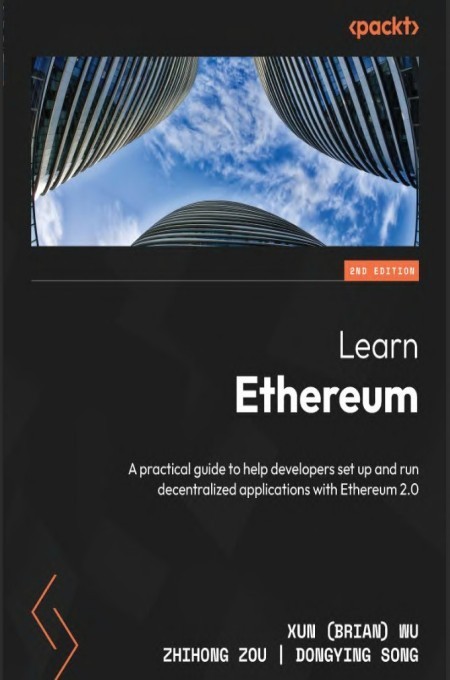 <packt>
2ND EDITION
Learn
Ethereum
A practical guide to help developers set up and run
decentralized applications with Ethereum 2.0
XUN (BRIAN) WU
ZHIHONG ZOU | DONGYING SONG